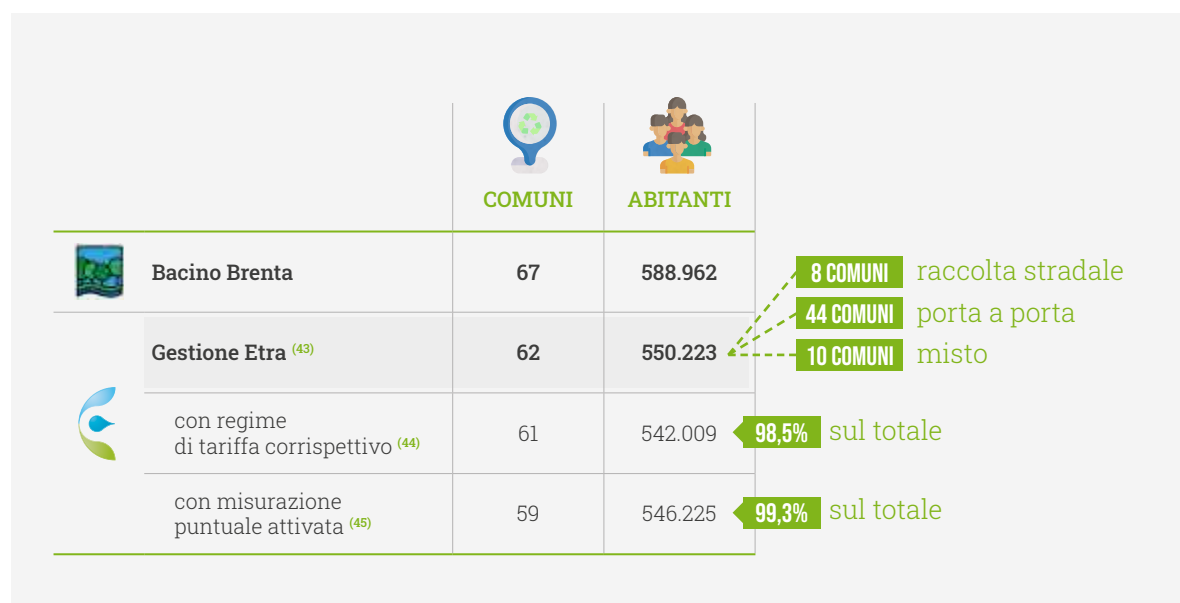 COMUNI
ABITANTI
Bacino Brenta
67
588.962
8 COMUNI
raccolta stradale
44 COMUNI
porta a porta
Gestione Etra (43)
62
550.223
10 COMUNI
misto
con regime
di tariffa corrispettivo (44)
61
542.009
98,5%
sul totale
con misurazione
puntuale attivata (45)
59
546.225
99,3%
sul totale